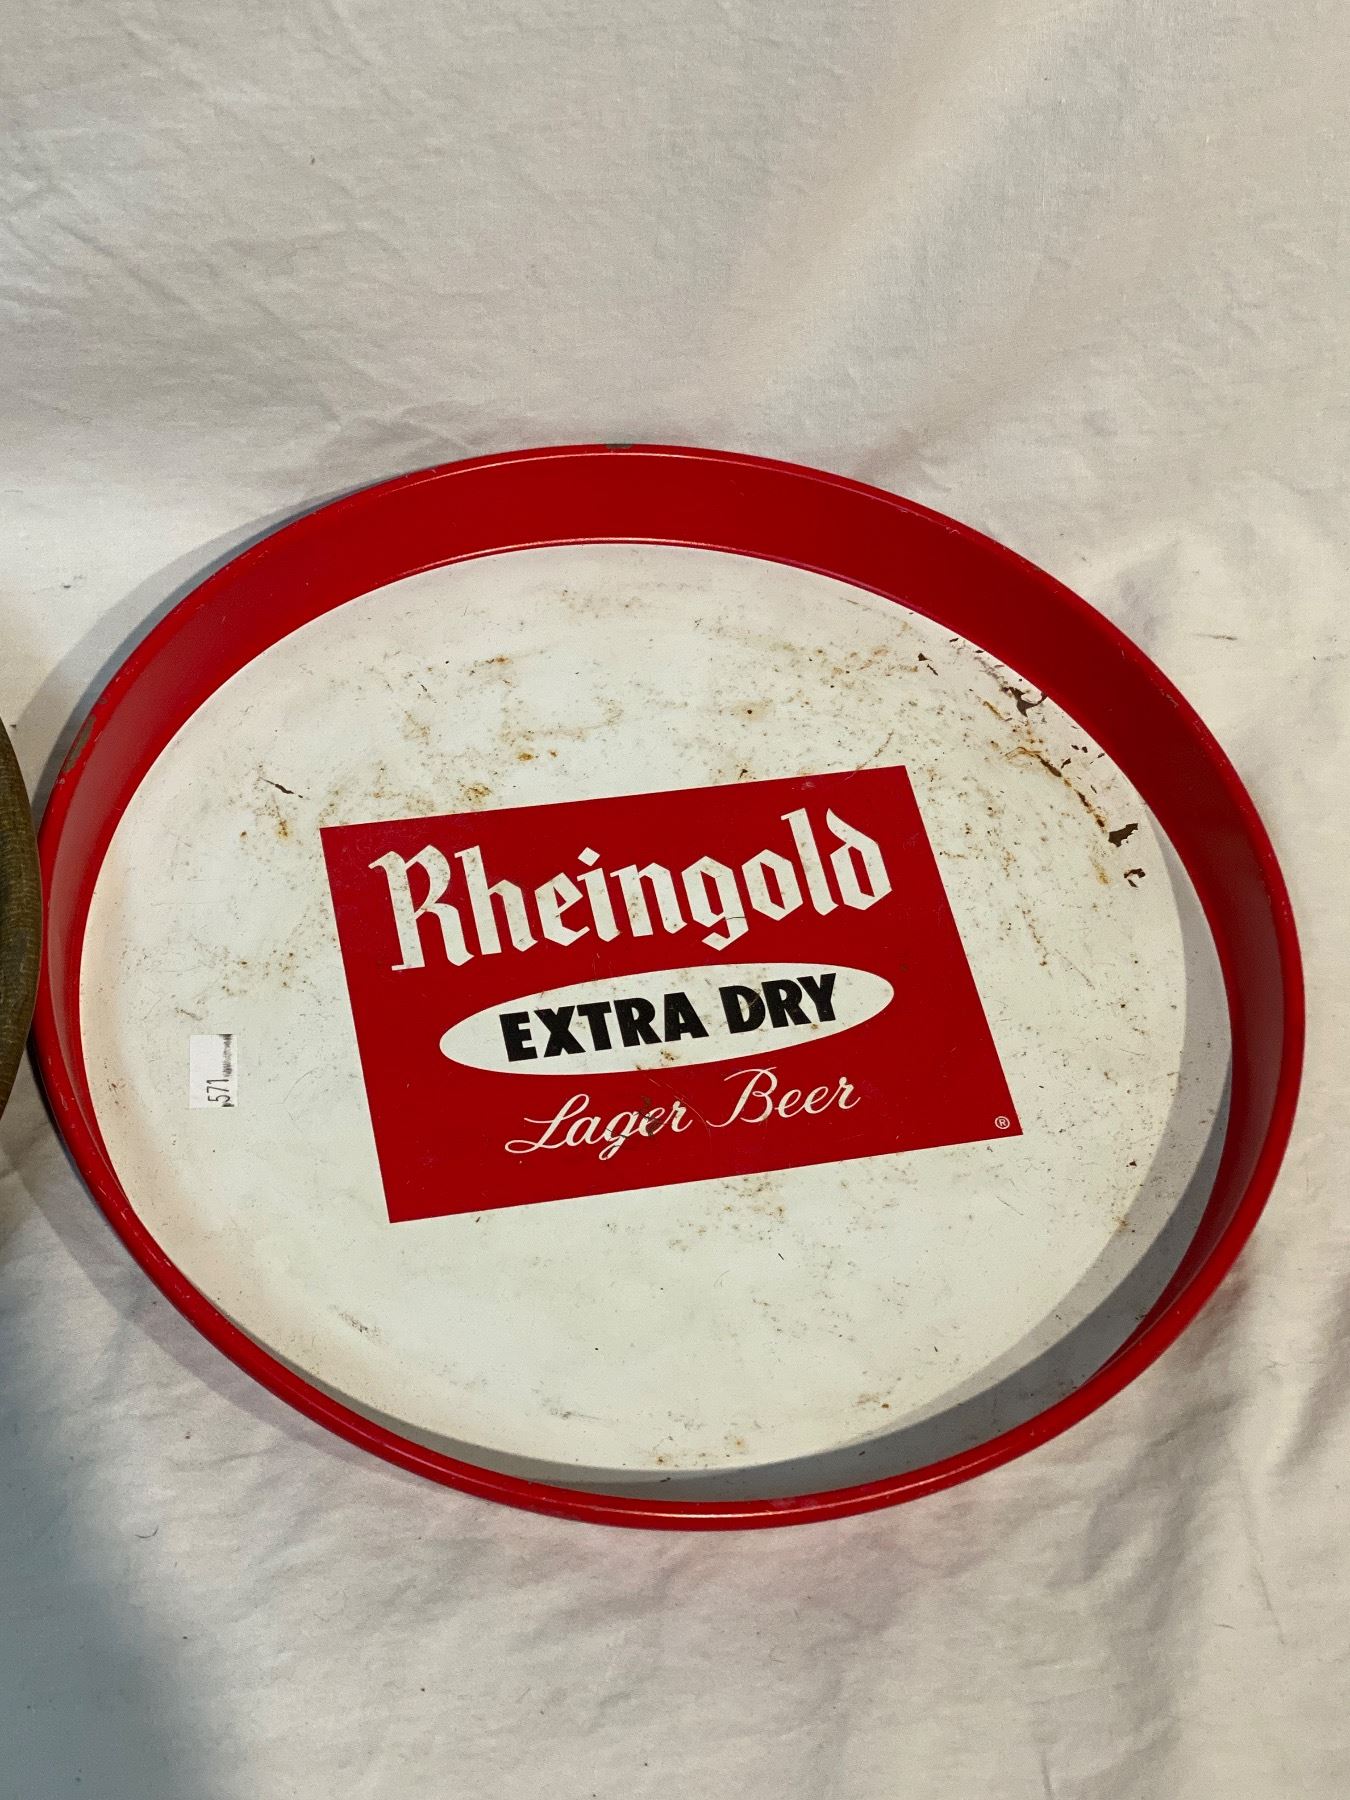 Rheingold
EXTRA DRY
Lager Beer
®
571